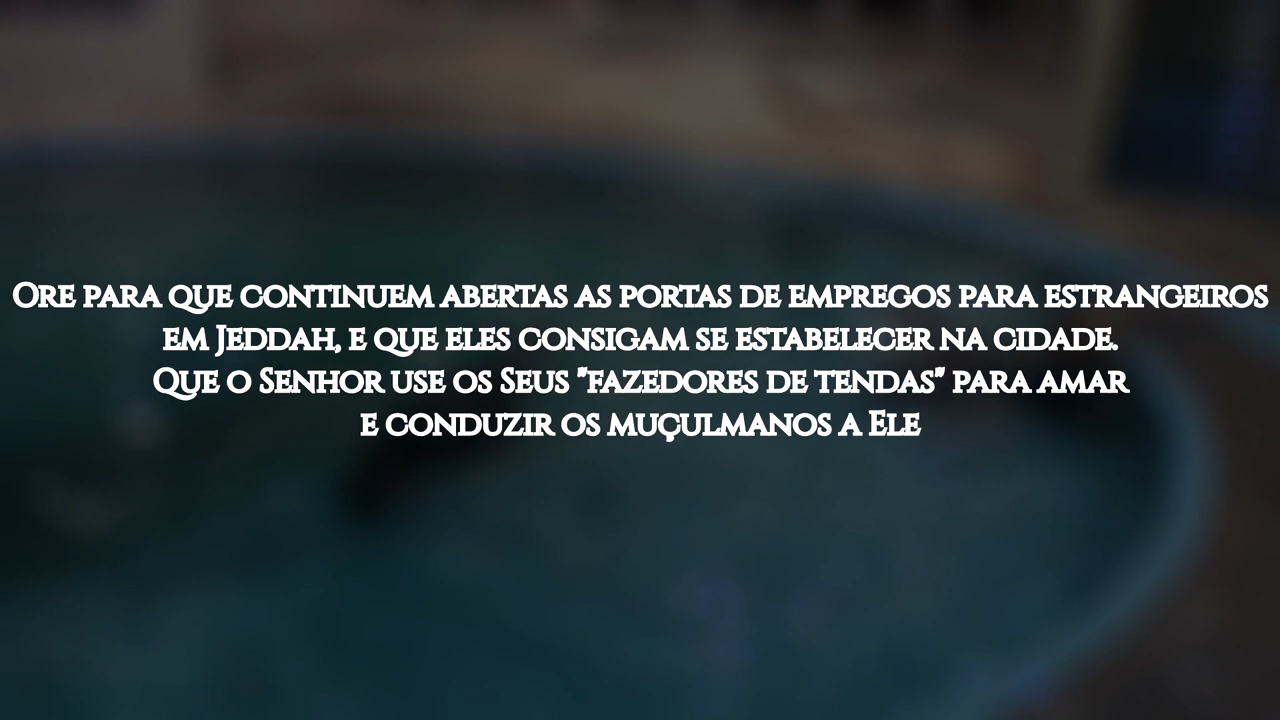 Ore para que continuem abertas as portas de empregos para estrangeiros
em Jeddah, e que eles consigam se estabelecer na cidade.
Que o Senhor use os Seus "fazedores de tendas" para amar
e conduzir os muçulmanos a Ele